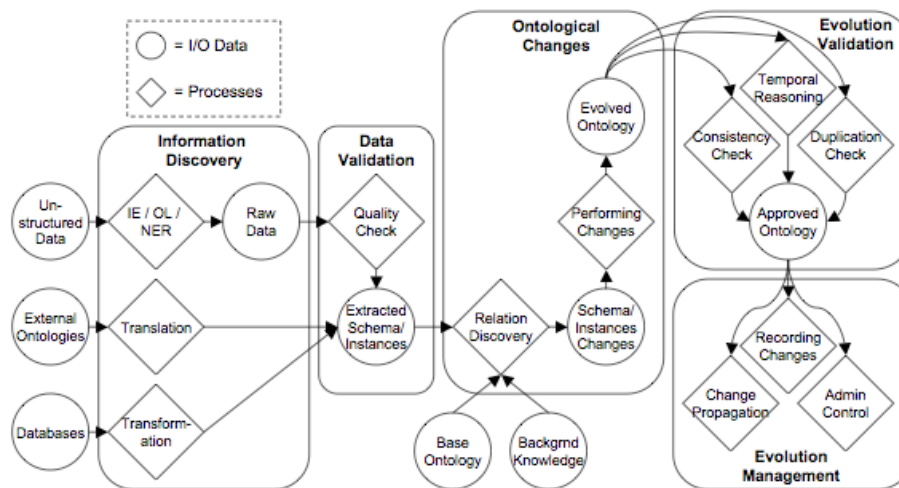 = I/O Data
= Processes
Information
Discovery
Data
Validation
Ontological
Changes
Evolution
Validation
Un-
structured
Data
IE / OL /
NER
Raw
Data
Quality
Check
External
Ontologies
Translation
Extracted
Schema/
Instances
Databases
Transform-
ation
Relation
Discovery
Base
Ontology
Backgrnd
Knowledge
Schema/
Instances
Changes
Performing
Changes
Evolved
Ontology
Temporal
Reasoning
Consistency
Check
Duplication
Check
Approved
Ontology
Recording
Changes
Change
Propagation
Admin
Control
Evolution
Management